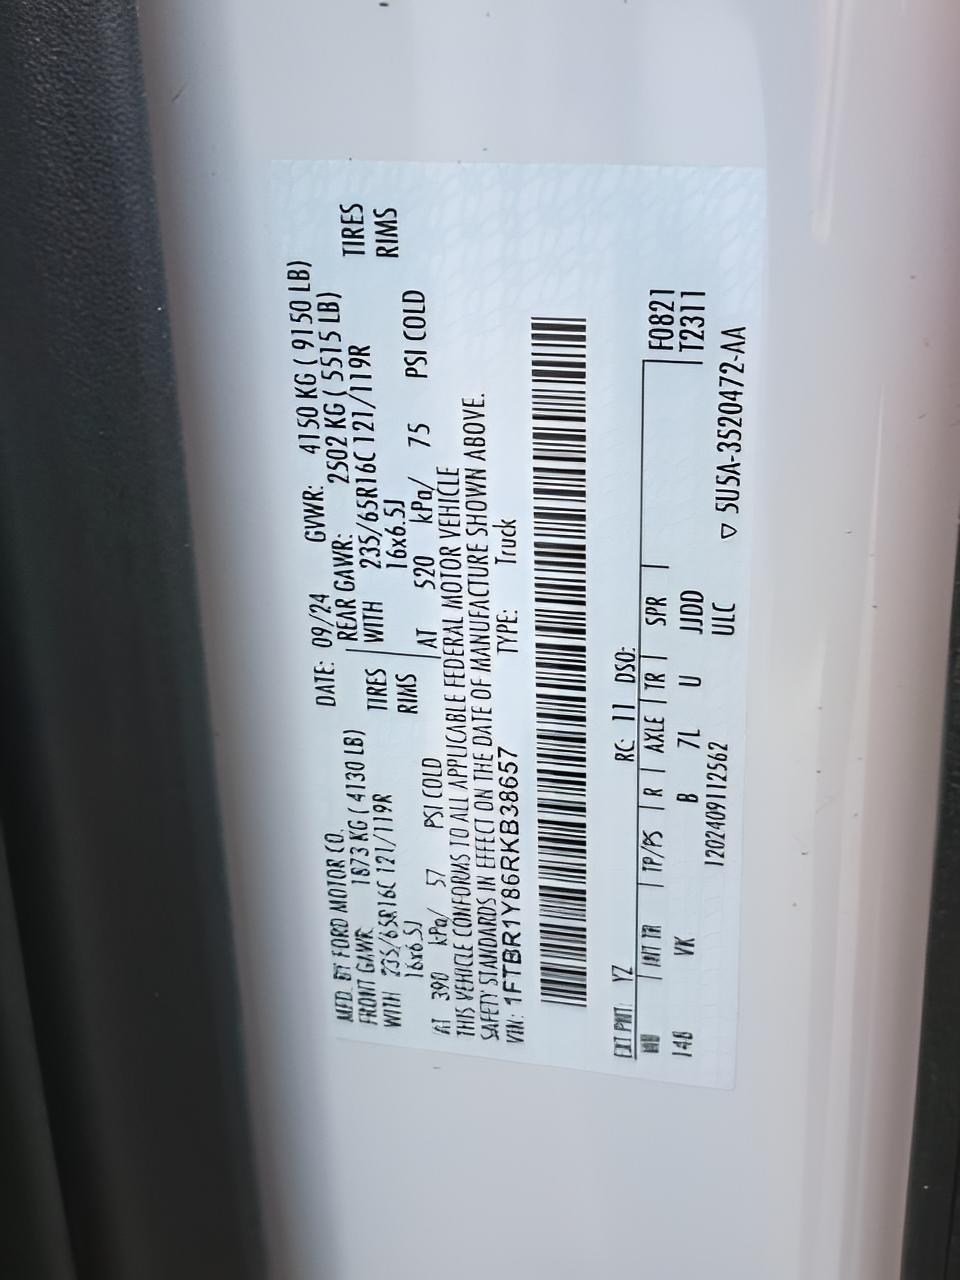 MFD. BY FORD MOTOR CO. DATE: 09/24 GVWR: 4150 KG ( 9150 LB)
FRONT GAWR: 1873 KG ( 4130 LB) REAR GAWR: 2502 KG ( 5515 LB)
WITH 235/65R16C 121/119R TIRES WITH 235/65R16C 121/119R TIRES
16x6.5J RIMS 16x6.5J RIMS
AT 390 kPa/ 57 PSI COLD AT 520 kPa/ 75 PSI COLD
THIS VEHICLE CONFORMS TO ALL APPLICABLE FEDERAL MOTOR VEHICLE
SAFETY STANDARDS IN EFFECT ON THE DATE OF MANUFACTURE SHOWN ABOVE.
VIN: 1FTBR1Y86RKB38657 TYPE: Truck
EXT PNT: YZ RC: 11 DSO: F0821
WB INT TR TP/PS R AXLE TR SPR T2311
148 VK B 7L U JJDD
1202409112562 ULC ▽ 5U5A-3520472-AA